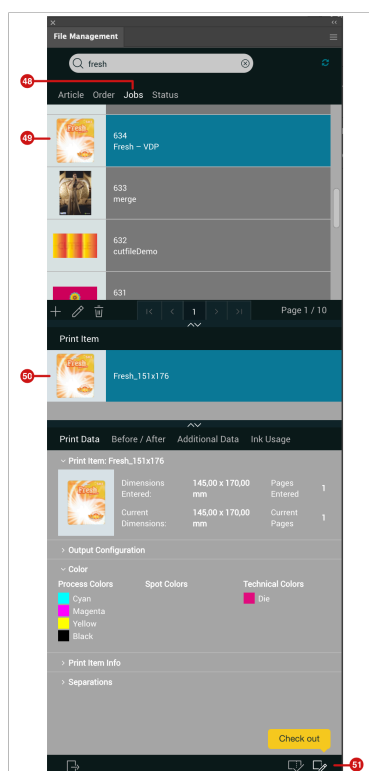 File Management
fresh
48
Article Order Jobs Status
49
Fresh
634
Fresh – VDP
633
merge
632
cutfileDemo
631
1
Page 1 / 10
Print Item
50
Fresh
Fresh_151x176
Print Data Before / After Additional Data Ink Usage
Print Item: Fresh_151x176
Fresh
Dimensions Entered: 145,00 x 170,00 mm Pages Entered 1
Current Dimensions: 145,00 x 170,00 mm Current Pages 1
Output Configuration
Color
Process Colors Spot Colors Technical Colors
Cyan Die
Magenta
Yellow
Black
Print Item Info
Separations
Check out
51